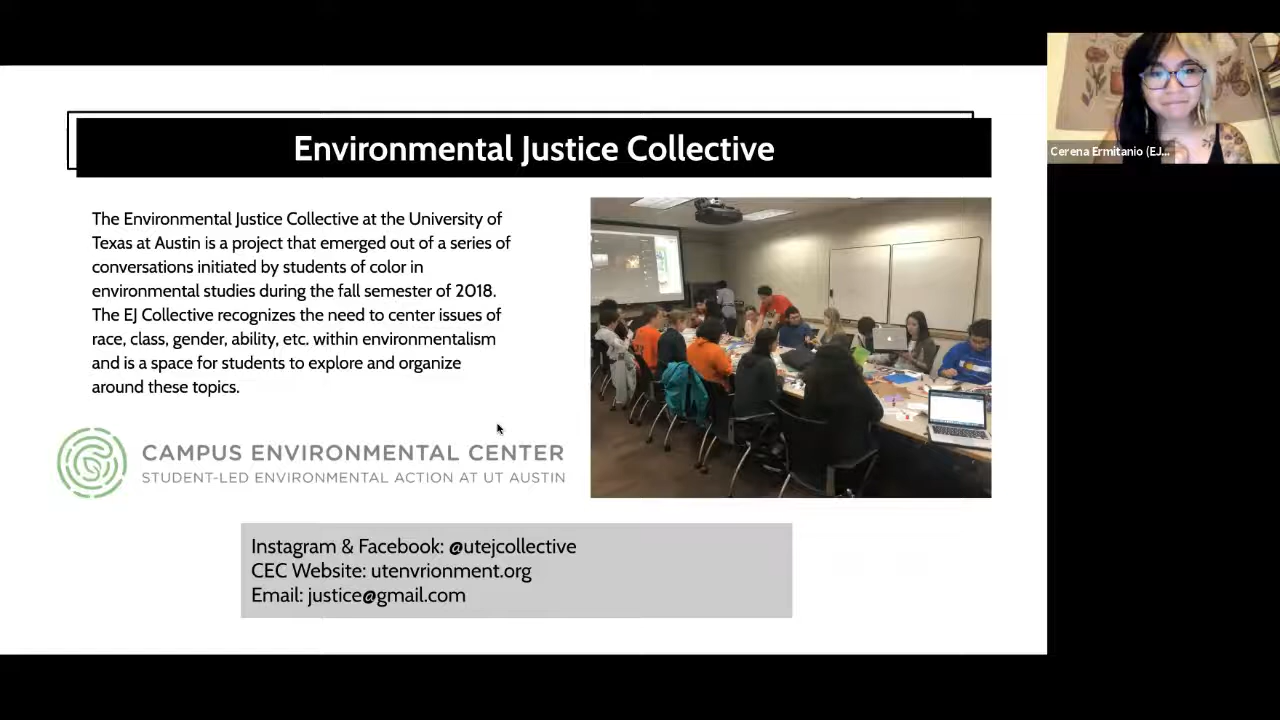 Environmental Justice Collective
The Environmental Justice Collective at the University of
Texas at Austin is a project that emerged out of a series of
conversations initiated by students of color in
environmental studies during the fall semester of 2018.
The EJ Collective recognizes the need to center issues of
race, class, gender, ability, etc. within environmentalism
and is a space for students to explore and organize
around these topics.
CAMPUS ENVIRONMENTAL CENTER
STUDENT-LED ENVIRONMENTAL ACTION AT UT AUSTIN
Instagram & Facebook: @utejcollective
CEC Website: utenvrionment.org
Email: justice@gmail.com
Cerena Ermitanio (EJ...